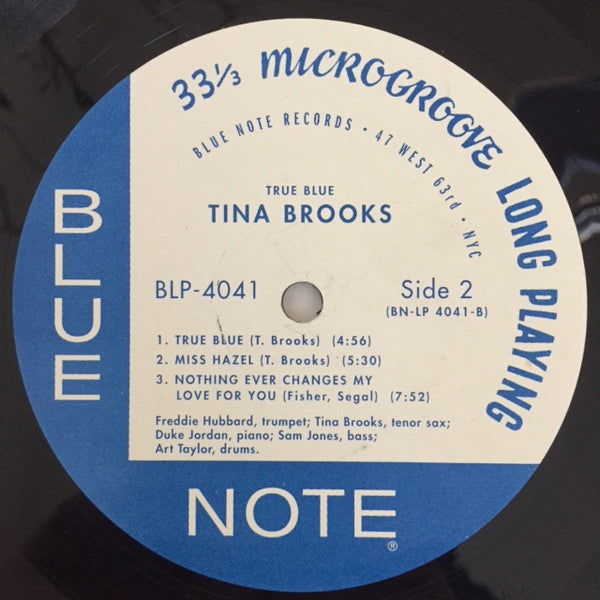 33⅓ MICROGROOVE LONG PLAYING
BLUE NOTE RECORDS • 47 WEST 63rd • NYC
TRUE BLUE
TINA BROOKS
BLP-4041 Side 2
(BN-LP 4041-B)
1. TRUE BLUE (T. Brooks) (4:56)
2. MISS HAZEL (T. Brooks) (5:30)
3. NOTHING EVER CHANGES MY
LOVE FOR YOU (Fisher, Segal) (7:52)
Freddie Hubbard, trumpet; Tina Brooks, tenor sax;
Duke Jordan, piano; Sam Jones, bass;
Art Taylor, drums.
BLUE
NOTE®